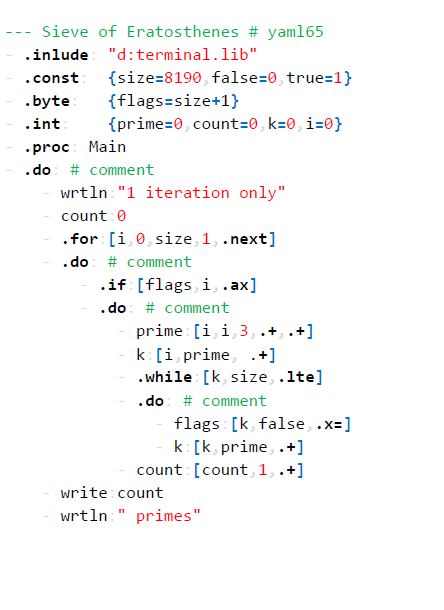 --- Sieve of Eratosthenes # yaml65
- .inlude: "d:terminal.lib"
- .const: {size=8190,false=0,true=1}
- .byte: {flags=size+1}
- .int: {prime=0,count=0,k=0,i=0}
- .proc: Main
- .do: # comment
- wrtln:"1 iteration only"
- count:0
- .for:[i,0,size,1,.next]
- .do: # comment
- .if:[flags,i,.ax]
- .do: # comment
- prime:[i,i,3,.+,.+]
- k:[i,prime, .+]
- .while:[k,size,.lte]
- .do: # comment
- flags:[k,false,.x=]
- k:[k,prime,.+]
- count:[count,1,.+]
- write:count
- wrtln:" primes"